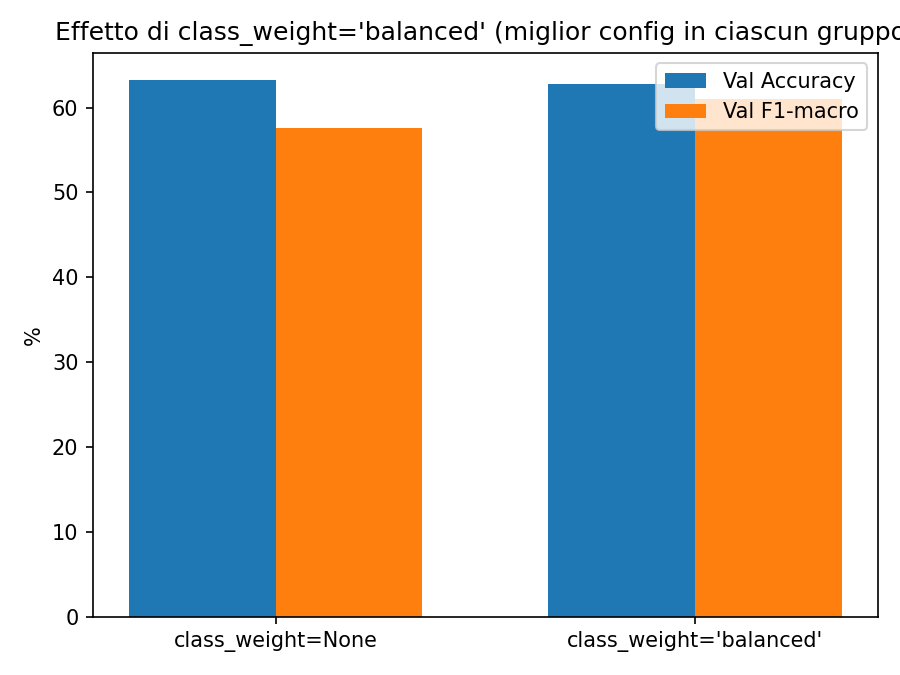 Effetto di class_weight='balanced' (miglior config in ciascun gruppo
Val Accuracy
Val F1-macro
%
60
50
40
30
20
10
0
class_weight=None
class_weight='balanced'